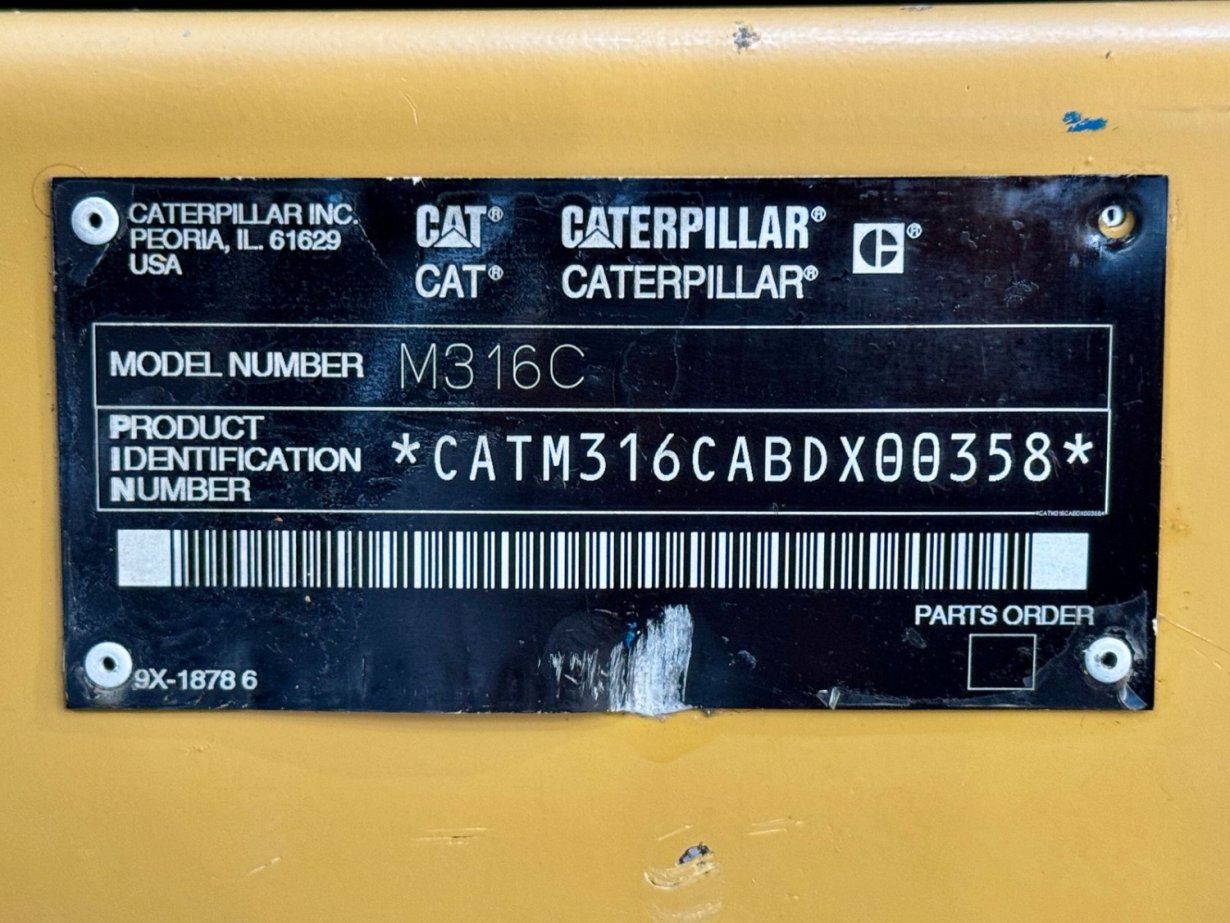 CATERPILLAR INC.
PEORIA, IL. 61629
USA
CAT® CATERPILLAR® C®
CAT® CATERPILLAR®
MODEL NUMBER M316C
PRODUCT
IDENTIFICATION
NUMBER
*CATM316CABDX00358*
*CATM316CABDX00358*
PARTS ORDER
9X-1878 6